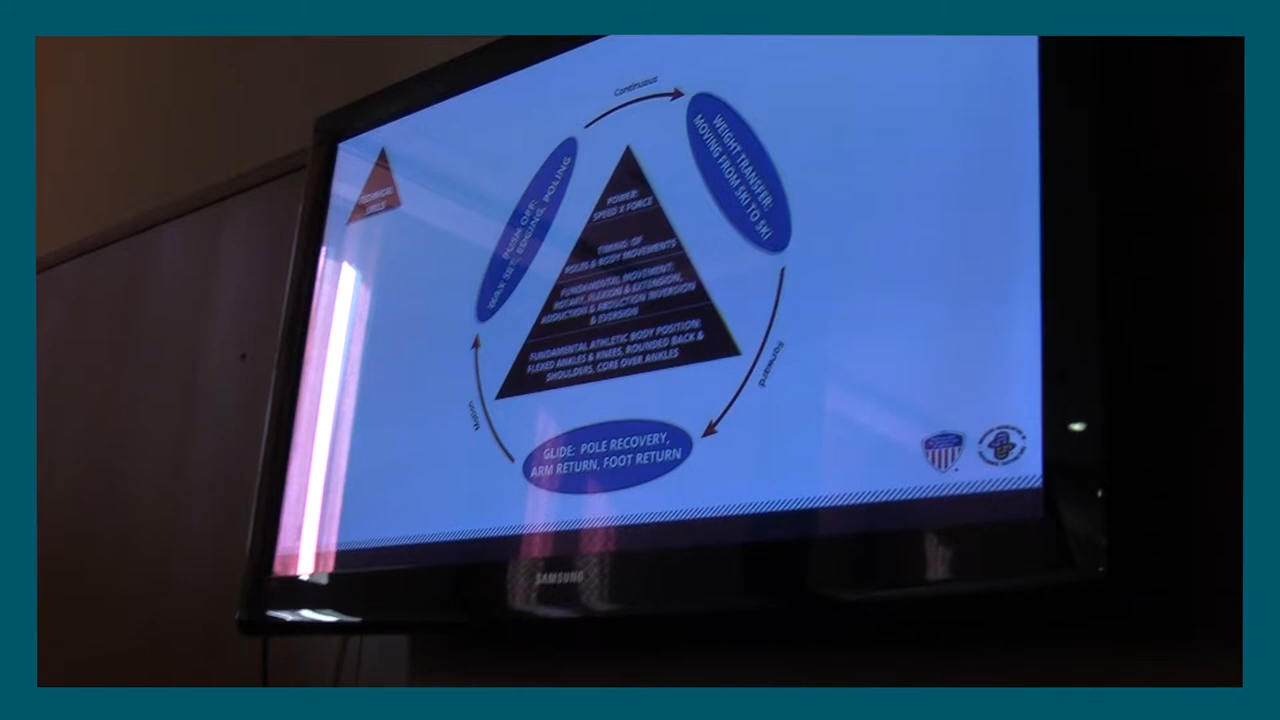 Continuous
WEIGHT TRANSFER:
MOVING FROM SKI TO SKI
Forward
GLIDE: POLE RECOVERY,
ARM RETURN, FOOT RETURN
Motion
PUSH OFF:
WAX SET, EDGING, POLING
TECHNICAL
SKILLS
POWER:
SPEED X FORCE
TIMING: OF
POLES & BODY MOVEMENTS
FUNDAMENTAL MOVEMENT:
ROTARY, FLEXION & EXTENSION,
ADDUCTION & ABDUCTION INVERSION
& EVERSION
FUNDAMENTAL ATHLETIC BODY POSITION:
FLEXED ANKLES & KNEES, ROUNDED BACK &
SHOULDERS, CORE OVER ANKLES
SAMSUNG